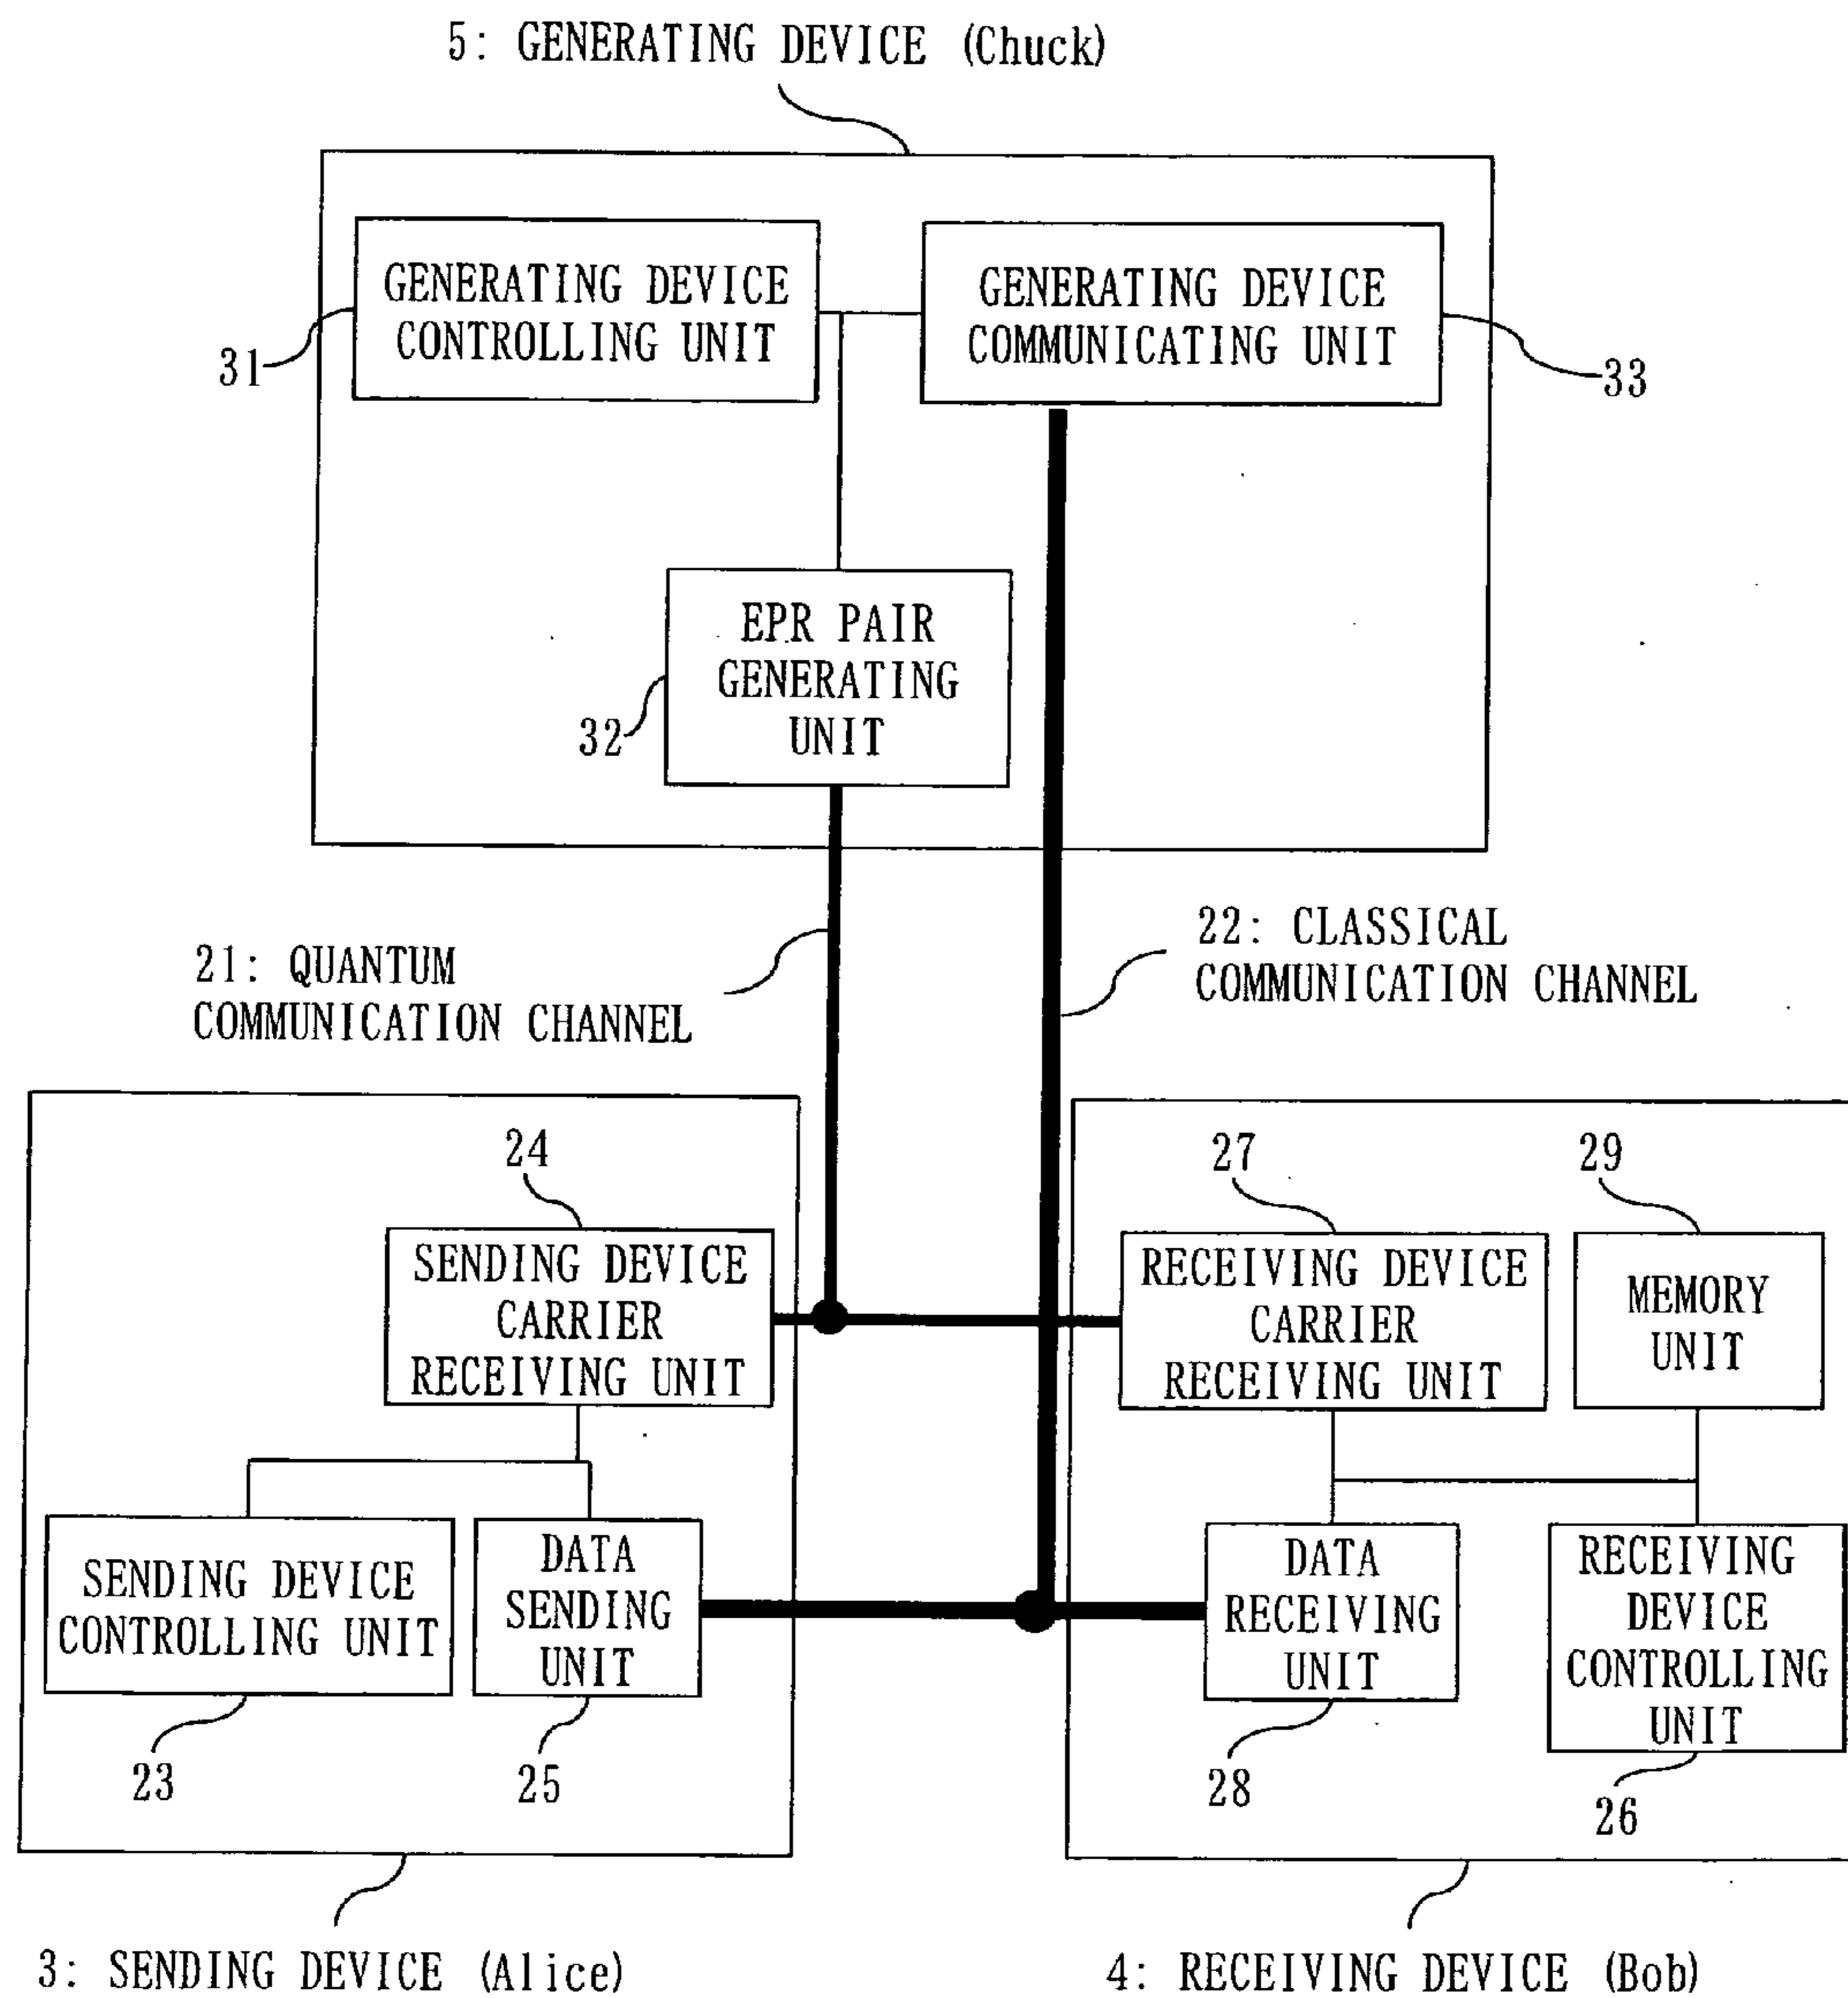 5: GENERATING DEVICE (Chuck)
GENERATING DEVICE
CONTROLLING UNIT
31
GENERATING DEVICE
COMMUNICATING UNIT
33
EPR PAIR
GENERATING
UNIT
32
21: QUANTUM
COMMUNICATION CHANNEL
22: CLASSICAL
COMMUNICATION CHANNEL
24
SENDING DEVICE
CARRIER
RECEIVING UNIT
27
RECEIVING DEVICE
CARRIER
RECEIVING UNIT
29
MEMORY
UNIT
SENDING DEVICE
CONTROLLING UNIT
23
DATA
SENDING
UNIT
25
DATA
RECEIVING
UNIT
28
RECEIVING
DEVICE
CONTROLLING
UNIT
26
3: SENDING DEVICE (Alice)
4: RECEIVING DEVICE (Bob)